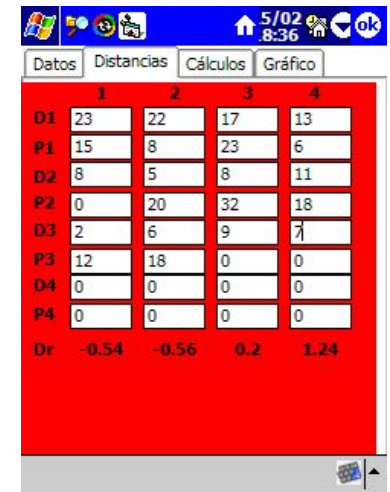 5/02
8:36
ok
Datos Distancias Cálculos Gráfico
1 2 3 4
D1 23 22 17 13
P1 15 8 23 6
D2 8 5 8 11
P2 0 20 32 18
D3 2 6 9 7
P3 12 18 0 0
D4 0 0 0 0
P4 0 0 0 0
Dr -0.54 -0.56 0.2 1.24